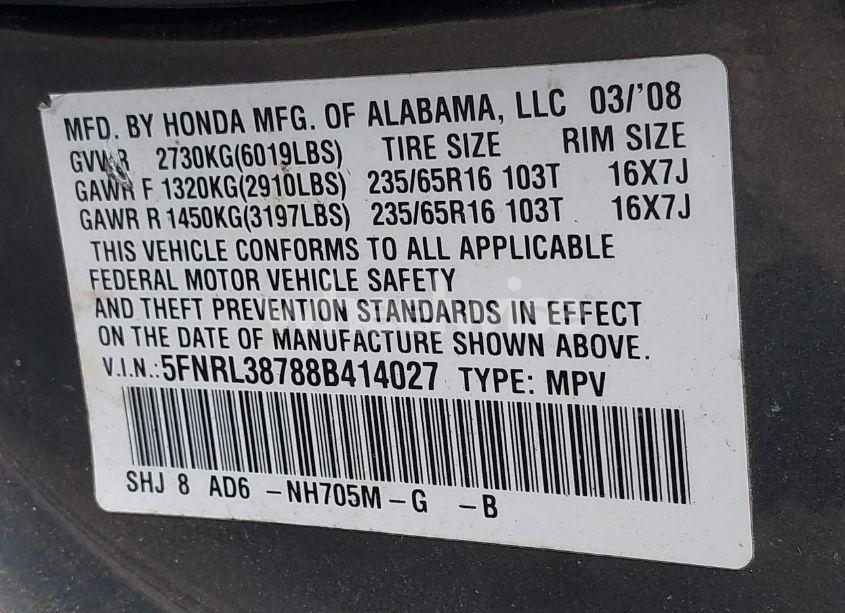 MFD. BY HONDA MFG. OF ALABAMA, LLC 03/'08
GVWR 2730KG(6019LBS) TIRE SIZE RIM SIZE
GAWR F 1320KG(2910LBS) 235/65R16 103T 16X7J
GAWR R 1450KG(3197LBS) 235/65R16 103T 16X7J
THIS VEHICLE CONFORMS TO ALL APPLICABLE
FEDERAL MOTOR VEHICLE SAFETY
AND THEFT PREVENTION STANDARDS IN EFFECT
ON THE DATE OF MANUFACTURE SHOWN ABOVE.
V.I.N.:5FNRL38788B414027 TYPE: MPV
SHJ 8 AD6 -NH705M-G -B